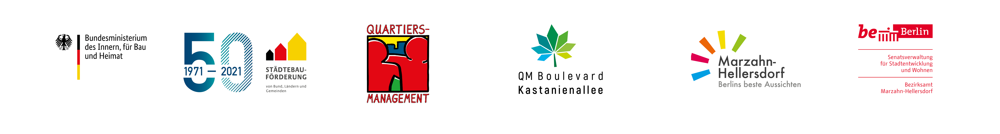 Bundesministerium
des Innern, für Bau
und Heimat
50
1971 — 2021
STÄDTEBAU-
FÖRDERUNG
von Bund, Ländern und
Gemeinden
QUARTIERS-
MANAGEMENT
QM Boulevard
Kastanienallee
Marzahn-
Hellersdorf
Berlins beste Aussichten
be Berlin
Senatsverwaltung
für Stadtentwicklung
und Wohnen
Bezirksamt
Marzahn-Hellersdorf